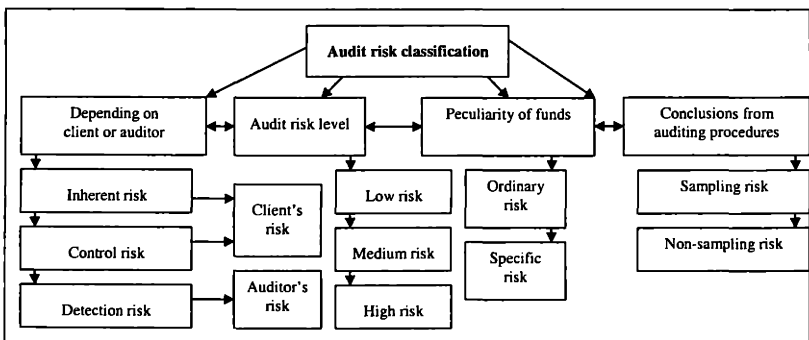 Audit risk classification
Depending on
client or auditor
Audit risk level
Peculiarity of funds
Conclusions from
auditing procedures
Inherent risk
Control risk
Detection risk
Client's
risk
Auditor's
risk
Low risk
Medium risk
High risk
Ordinary
risk
Specific
risk
Sampling risk
Non-sampling risk